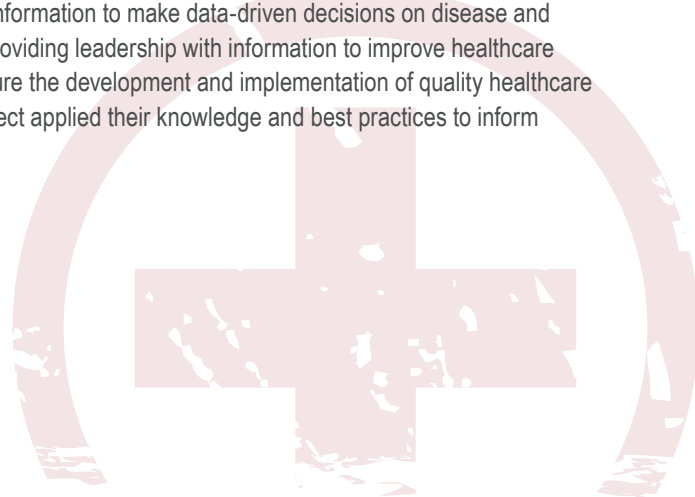 nformation to make data-driven decisions on disease and
oviding leadership with information to improve healthcare
ure the development and implementation of quality healthcare
ect applied their knowledge and best practices to inform